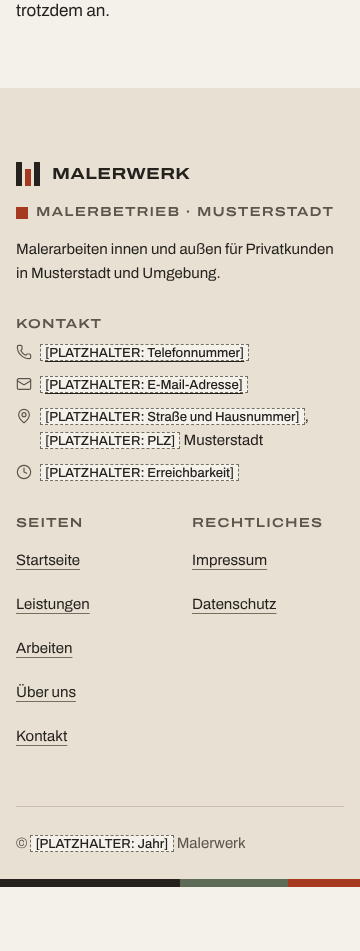 trotzdem an.
MALERWERK
MALERBETRIEB · MUSTERSTADT
Malerarbeiten innen und außen für Privatkunden
in Musterstadt und Umgebung.
KONTAKT
[PLATZHALTER: Telefonnummer]
[PLATZHALTER: E-Mail-Adresse]
[PLATZHALTER: Straße und Hausnummer],
[PLATZHALTER: PLZ] Musterstadt
[PLATZHALTER: Erreichbarkeit]
SEITEN
Startseite
Leistungen
Arbeiten
Über uns
Kontakt
RECHTLICHES
Impressum
Datenschutz
© [PLATZHALTER: Jahr] Malerwerk